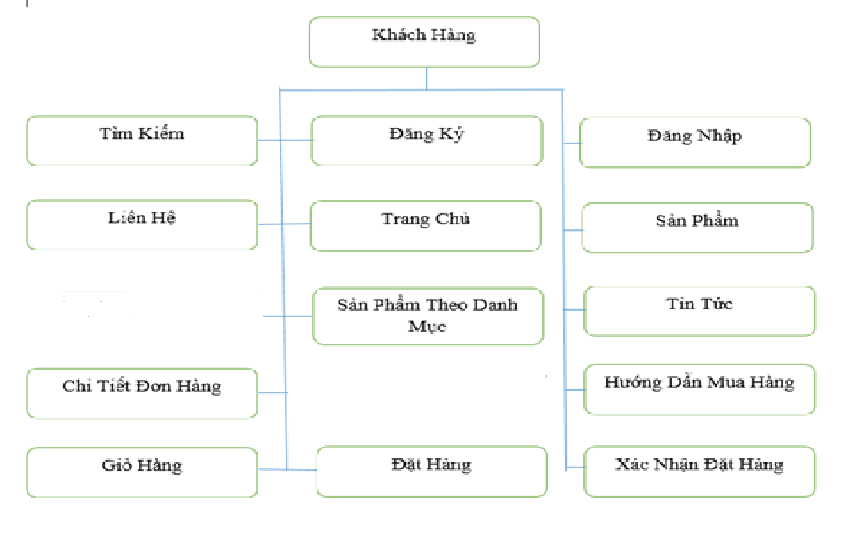 Khách Hàng
Tìm Kiếm
Đăng Ký
Đăng Nhập
Liên Hệ
Trang Chủ
Sản Phẩm
Sản Phẩm Theo Danh
Mục
Tin Tức
Chi Tiết Đơn Hàng
Hướng Dẫn Mua Hàng
Giỏ Hàng
Đặt Hàng
Xác Nhận Đặt Hàng